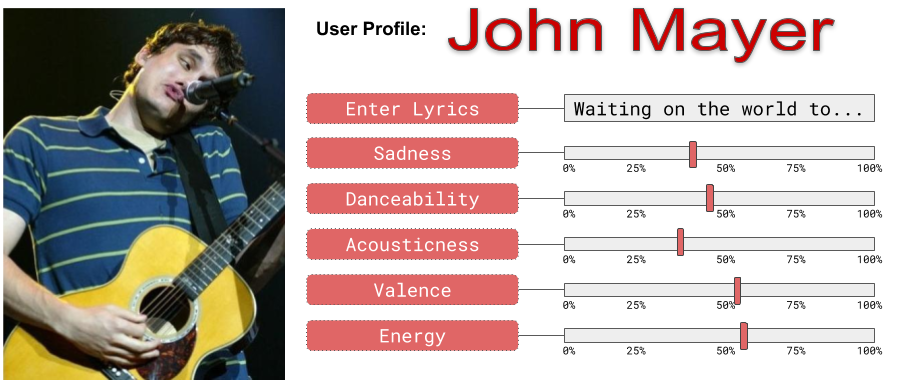 User Profile: John Mayer
Enter Lyrics Waiting on the world to...
Sadness
0% 25% 50% 75% 100%
Danceability
0% 25% 50% 75% 100%
Acousticness
0% 25% 50% 75% 100%
Valence
0% 25% 50% 75% 100%
Energy
0% 25% 50% 75% 100%